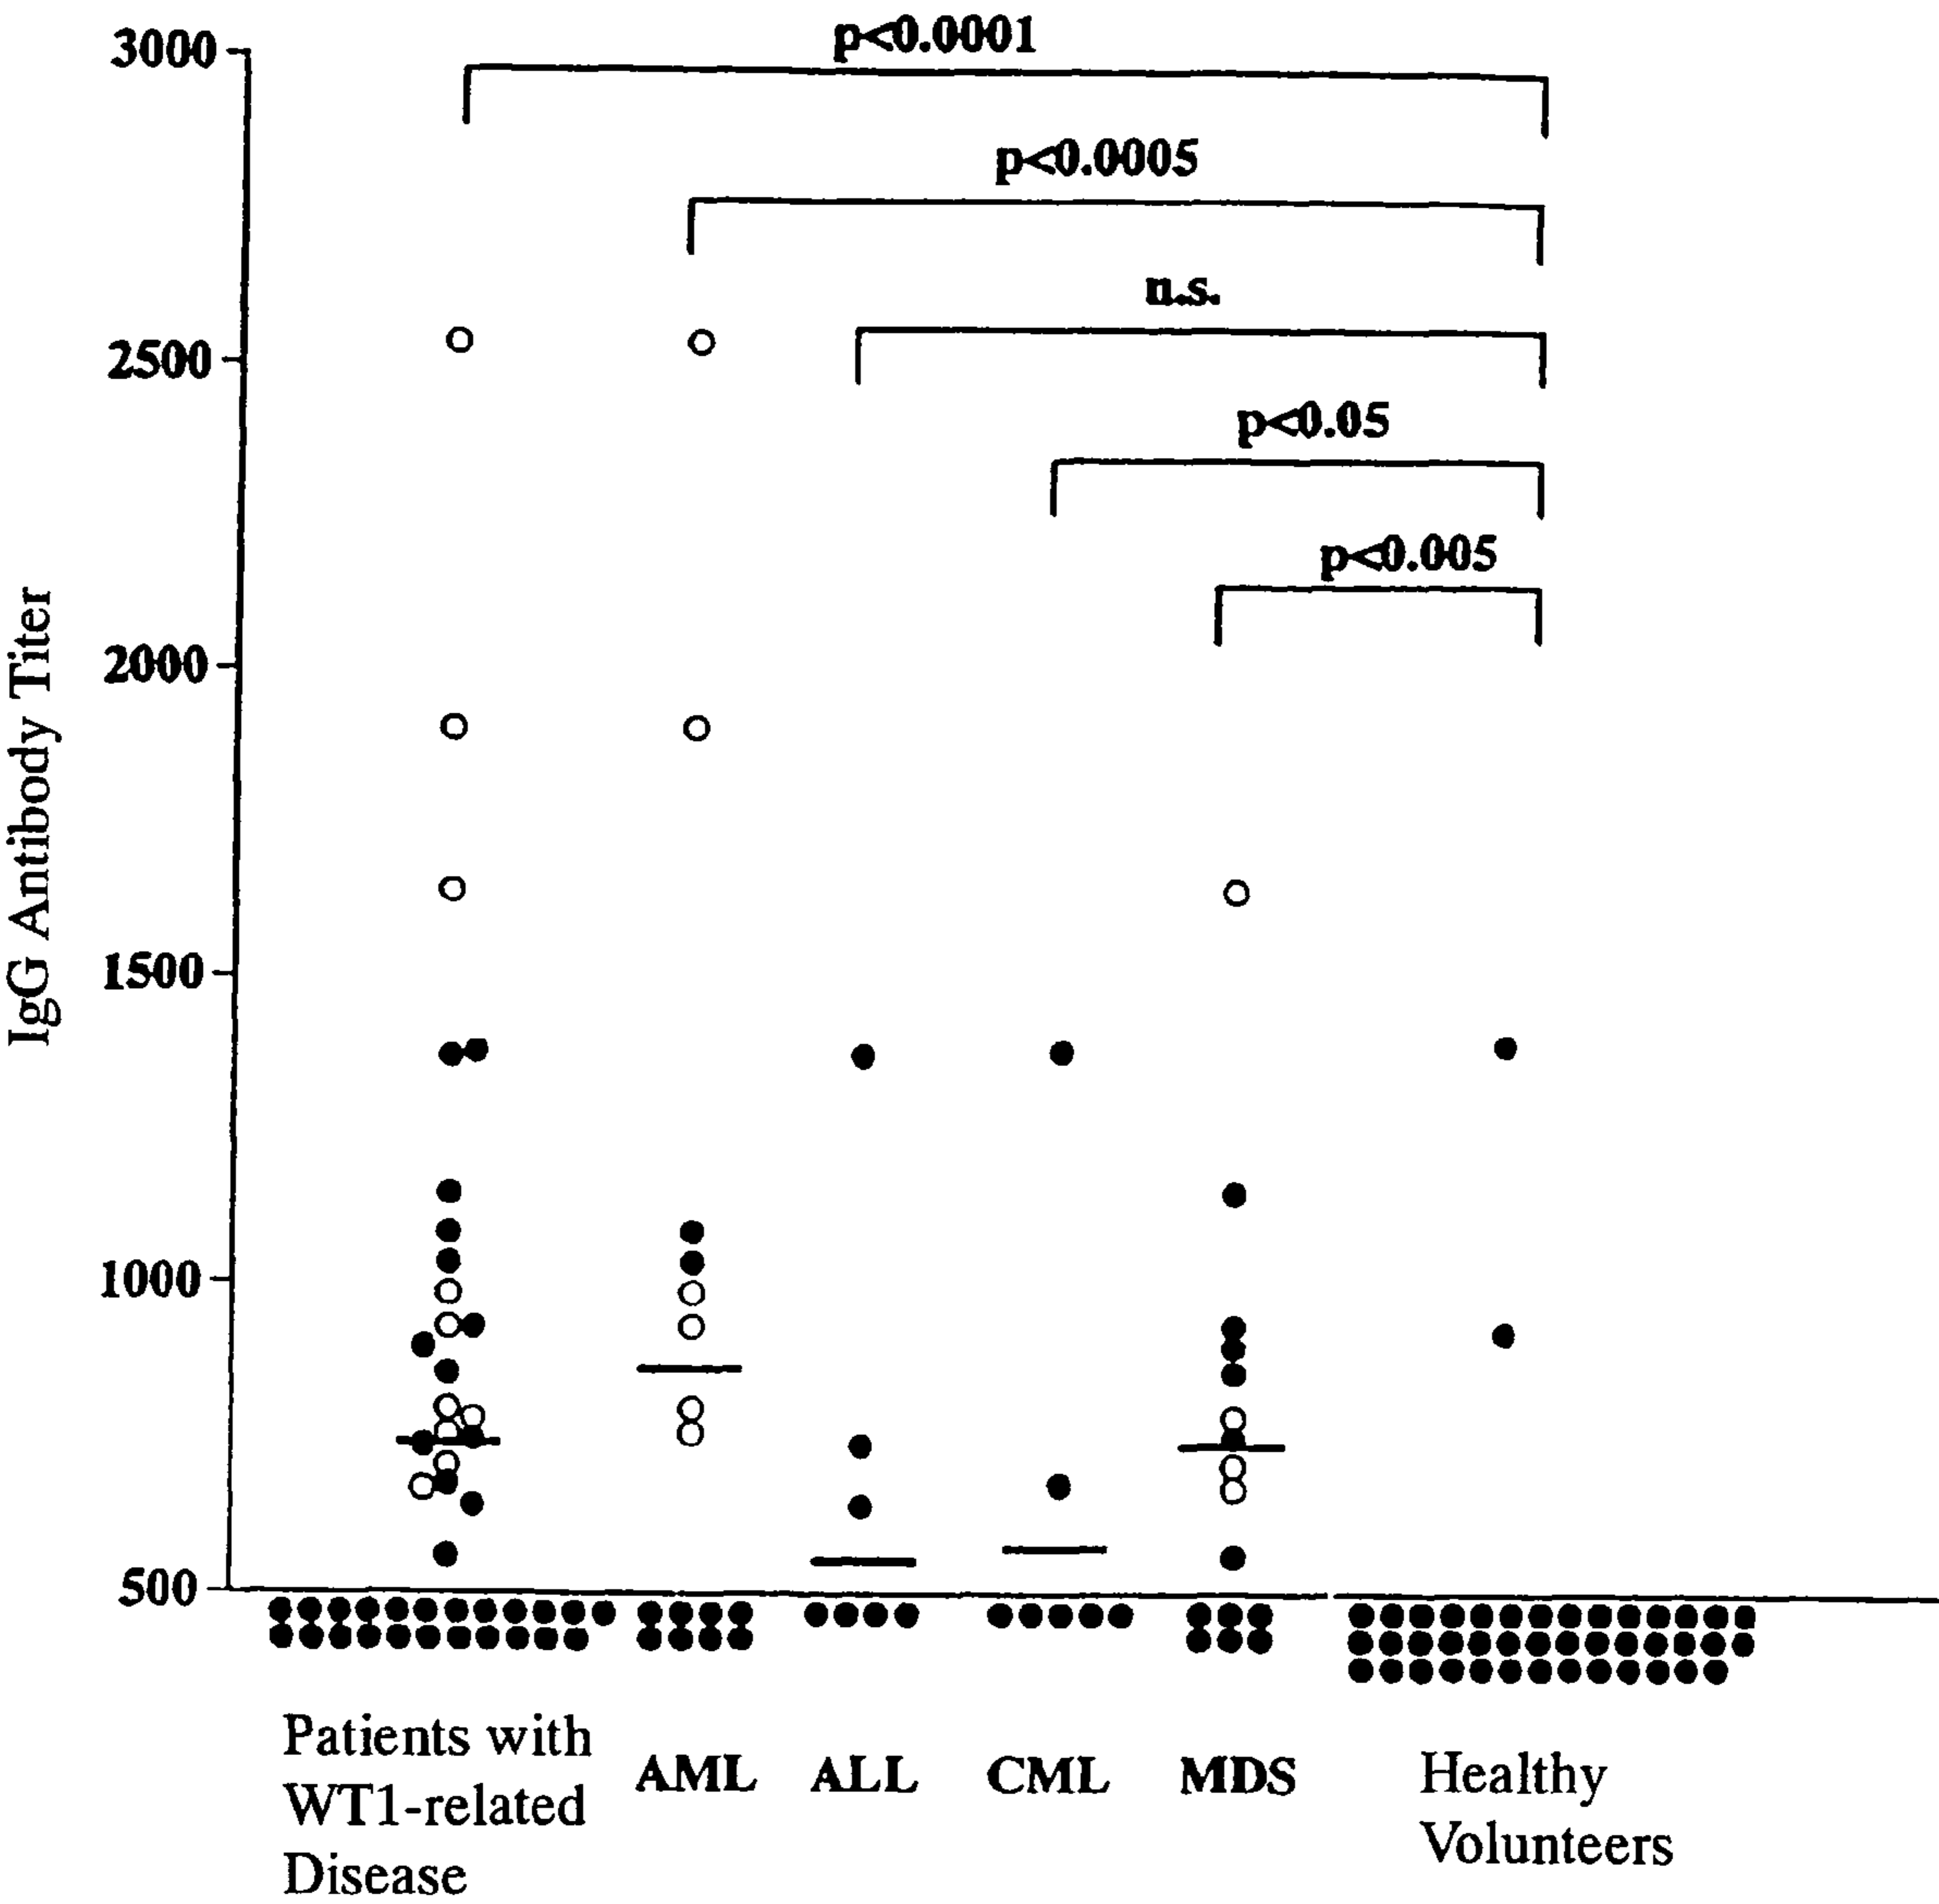 p<0.0001
3000
p<0.0005
n.s.
2500
p<0.05
p<0.005
2000
IgG Antibody Titer
1500
1000
500
Patients with
WT1-related
Disease
AML
ALL
CML
MDS
Healthy
Volunteers